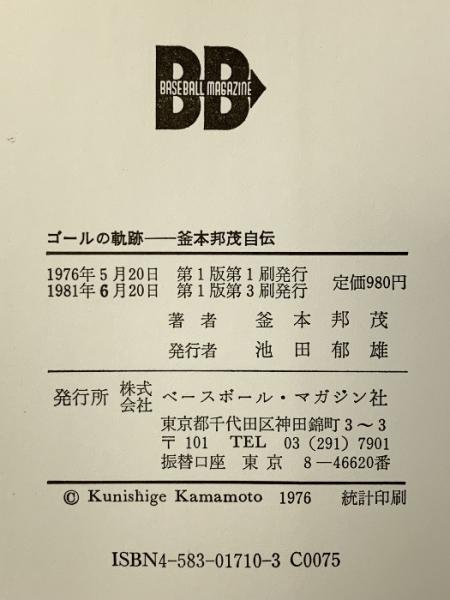 BB
BASEBALL MAGAZINE
ゴールの軌跡――釜本邦茂自伝
1976年5月20日 第1版第1刷発行
1981年6月20日 第1版第3刷発行
定価980円
著者 釜本邦茂
発行者 池田郁雄
発行所 株式会社 ベースボール・マガジン社
東京都千代田区神田錦町3～3
〒101 TEL 03(291)7901
振替口座 東京 8―46620番
© Kunishige Kamamoto 1976 統計印刷
ISBN4-583-01710-3 C0075